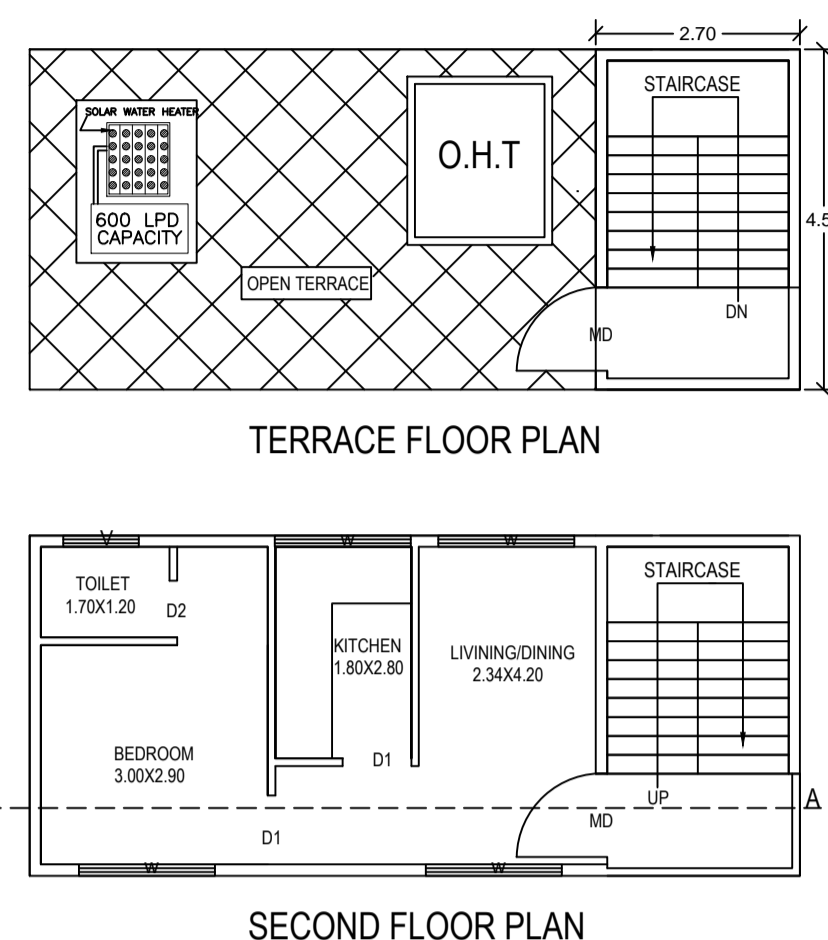 2.70
STAIRCASE
SOLAR WATER HEATER
O.H.T
600 LPD
CAPACITY
4.5
OPEN TERRACE
DN
MD
TERRACE FLOOR PLAN
V
W
W
TOILET
1.70X1.20
D2
STAIRCASE
KITCHEN
1.80X2.80
LIVINING/DINING
2.34X4.20
BEDROOM
3.00X2.90
D1
UP
A
MD
D1
W
W
SECOND FLOOR PLAN